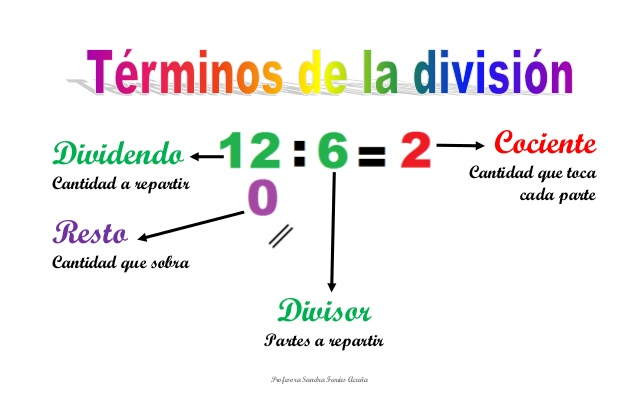 Términos de la división
Dividendo
Cantidad a repartir
12 : 6 = 2
0
Cociente
Cantidad que toca
cada parte
Resto
Cantidad que sobra
Divisor
Partes a repartir
Profesora Sandra Farías Acuña